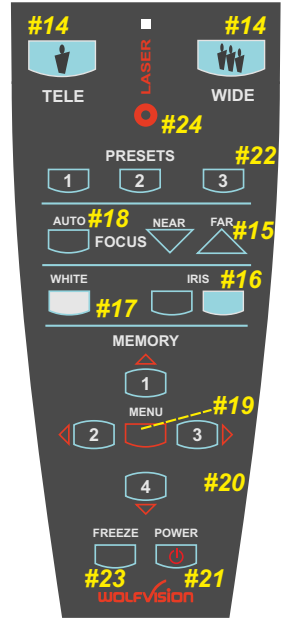 #14 #14
LASER
TELE WIDE
#24
PRESETS #22
1 2 3
AUTO #18 NEAR FAR
FOCUS #15
WHITE IRIS #16
#17
MEMORY
1
MENU #19
2 3
4 #20
FREEZE POWER
#23 #21
WOLFVISION